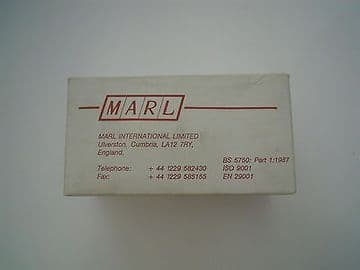 MARL
MARL INTERNATIONAL LIMITED
Ulverston, Cumbria, LA12 7RY,
England.
BS 5750: Part 1:1987
Telephone: + 44 1229 582430 ISO 9001
Fax: + 44 1229 585155 EN 29001